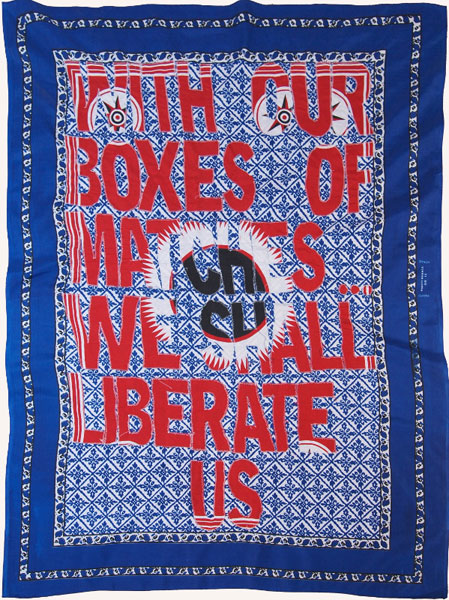 WITH OUR
BOXES OF
MATCHES
WE SHALL
LIBERATE
US